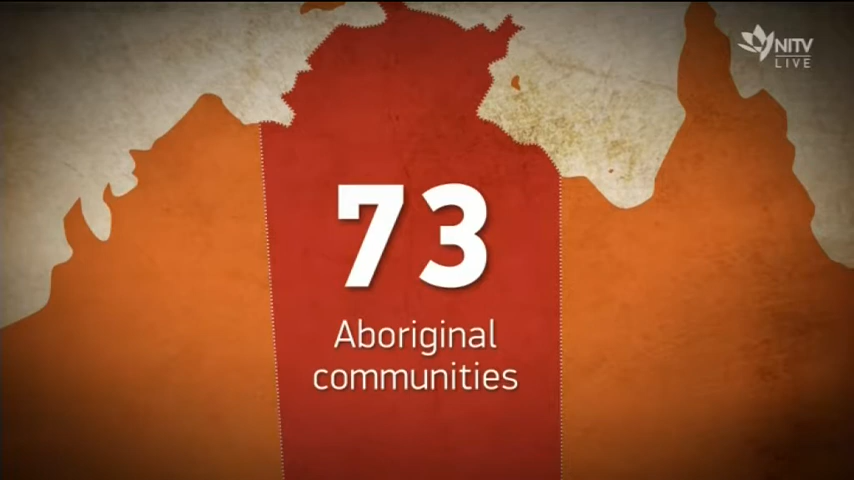 NITV
LIVE
73
Aboriginal
communities